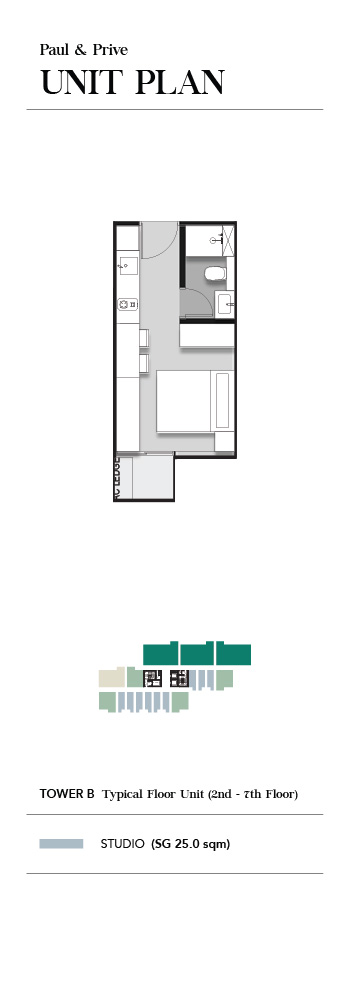 Paul & Prive
UNIT PLAN
AC LEDGE
TOWER B Typical Floor Unit (2nd - 7th Floor)
STUDIO (SG 25.0 sqm)